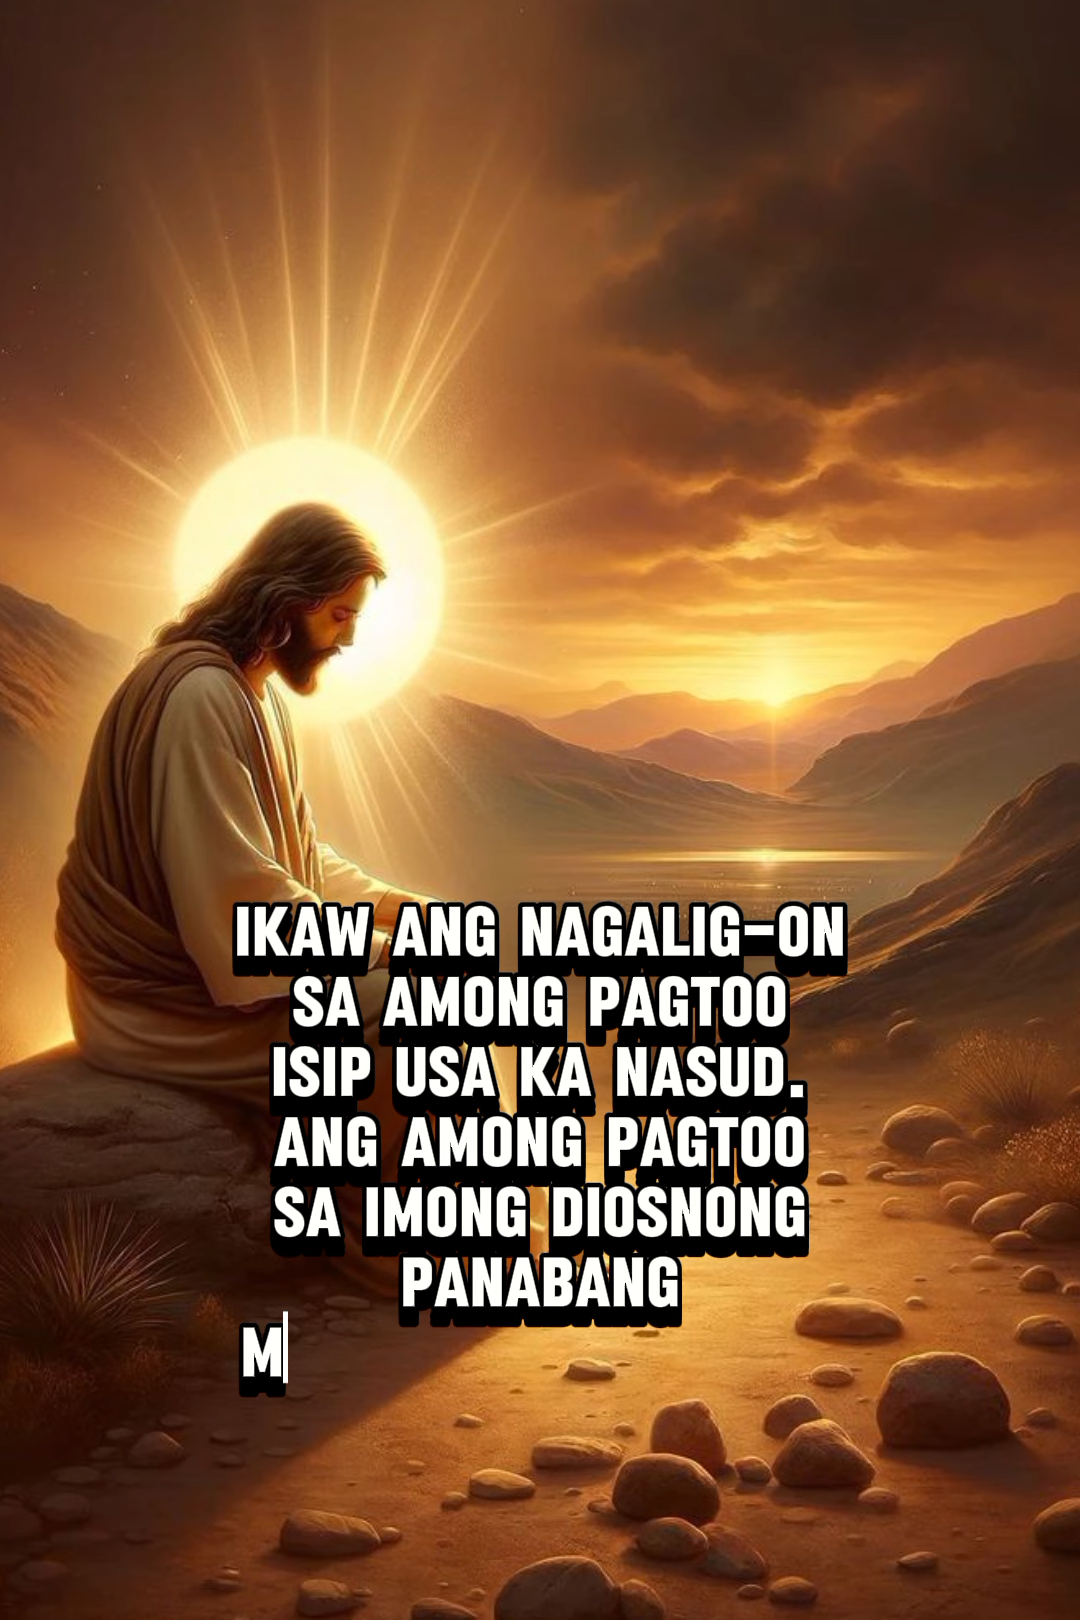 IKAW ANG NAGALIG-ON
SA AMONG PAGTOO
ISIP USA KA NASUD.
ANG AMONG PAGTOO
SA IMONG DIOSNONG
PANABANG
M